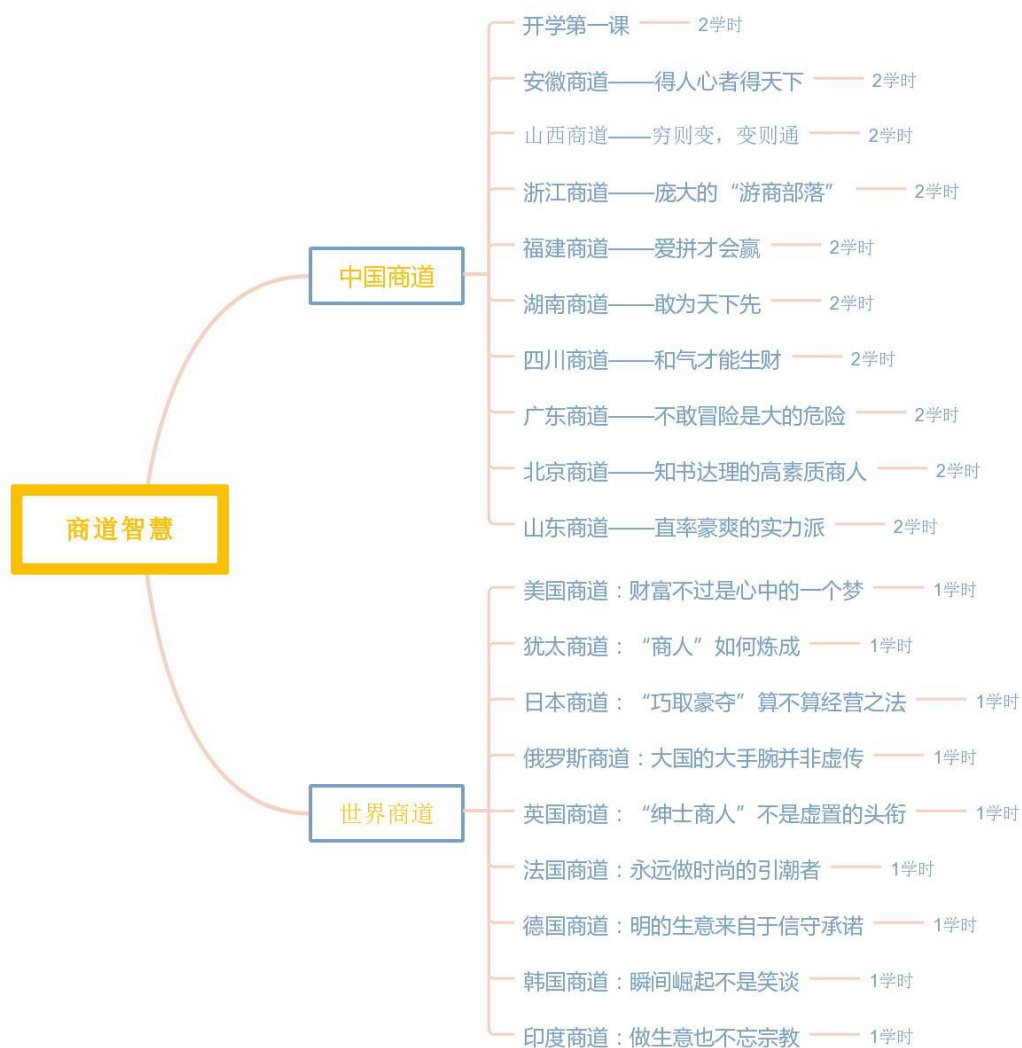 商道智慧
中国商道
开学第一课 2学时
安徽商道——得人心者得天下 2学时
山西商道——穷则变，变则通 2学时
浙江商道——庞大的“游商部落” 2学时
福建商道——爱拼才会赢 2学时
湖南商道——敢为天下先 2学时
四川商道——和气才能生财 2学时
广东商道——不敢冒险是大的危险 2学时
北京商道——知书达理的高素质商人 2学时
山东商道——直率豪爽的实力派 2学时
世界商道
美国商道：财富不过是心中的一个梦 1学时
犹太商道：“商人”如何炼成 1学时
日本商道：“巧取豪夺”算不算经营之法 1学时
俄罗斯商道：大国的大手腕并非虚传 1学时
英国商道：“绅士商人”不是虚置的头衔 1学时
法国商道：永远做时尚的引潮者 1学时
德国商道：明的生意来自于信守承诺 1学时
韩国商道：瞬间崛起不是笑谈 1学时
印度商道：做生意也不忘宗教 1学时